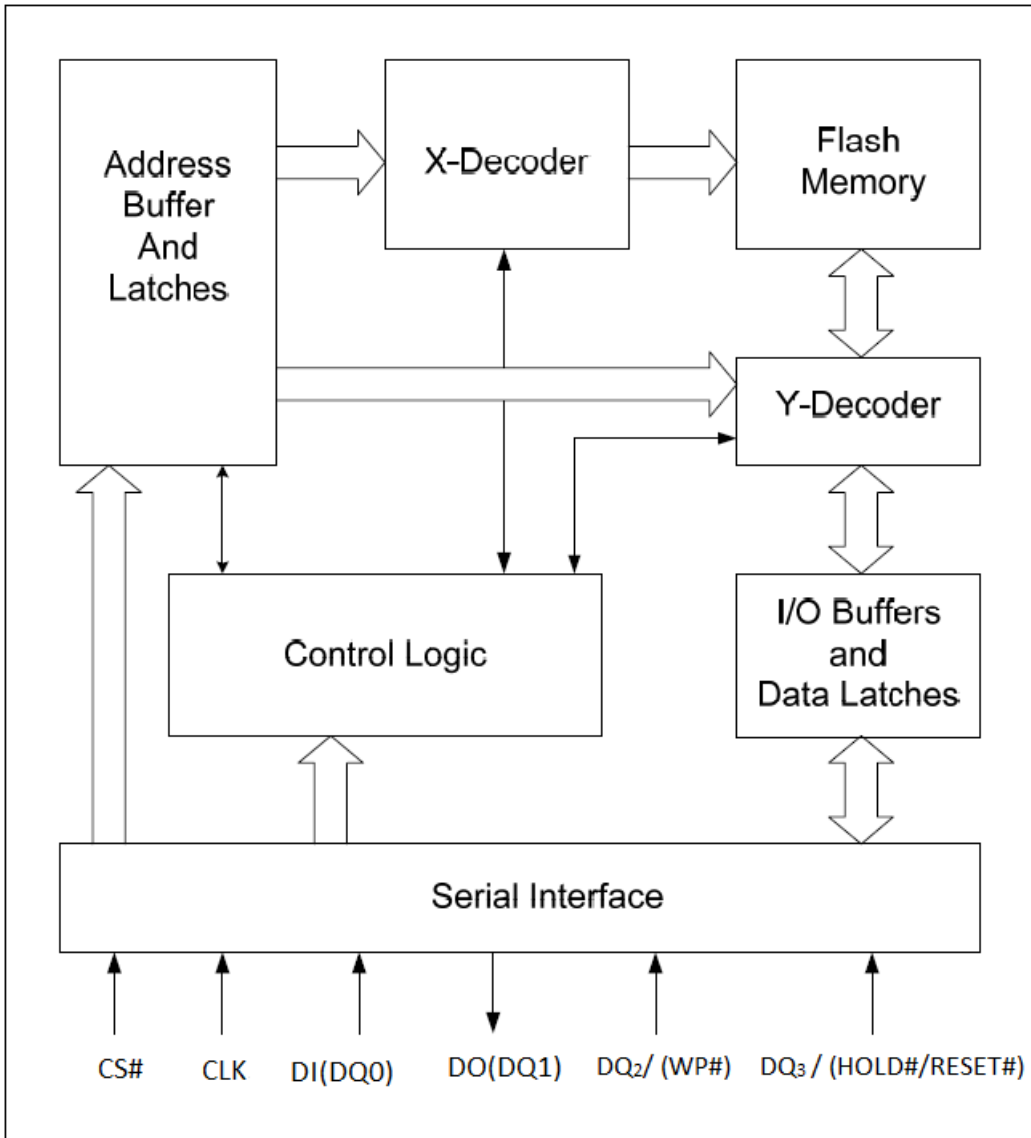 Address
Buffer
And
Latches
X-Decoder
Flash
Memory
Y-Decoder
Control Logic
I/O Buffers
and
Data Latches
Serial Interface
CS#
CLK
DI(DQ0)
DO(DQ1)
DQ₂/ (WP#)
DQ₃ / (HOLD#/RESET#)